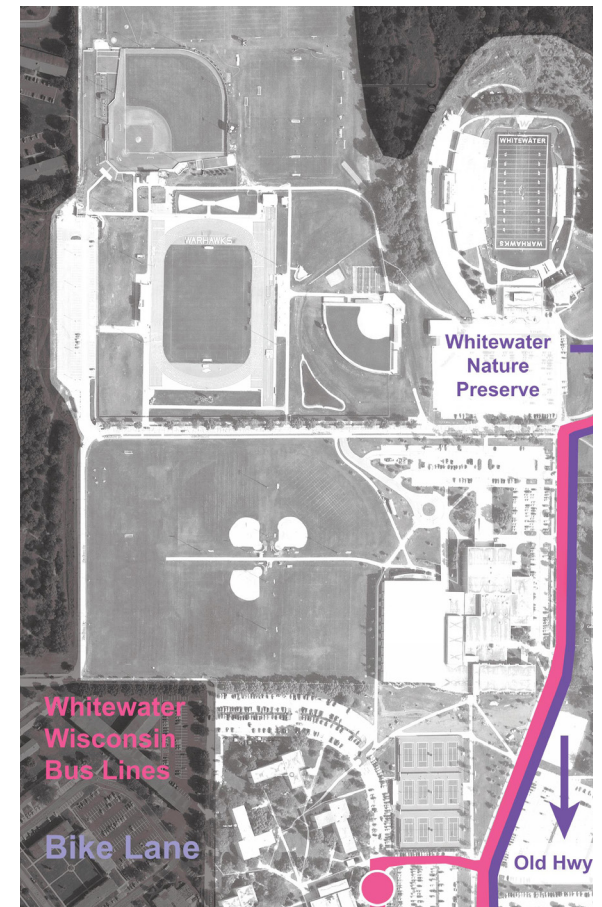 WHITEWATER
WARHAWKS
WARHAWKS
Whitewater
Nature
Preserve
Whitewater
Wisconsin
Bus Lines
Bike Lane
Old Hwy